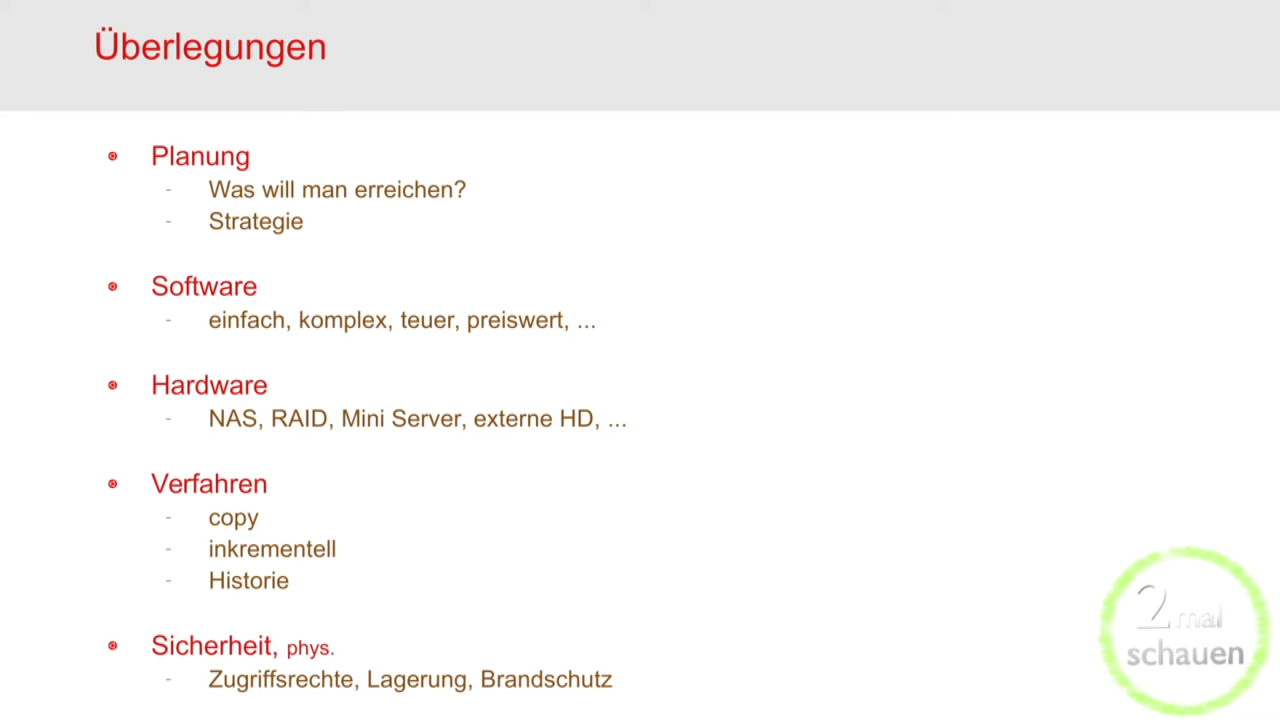 Überlegungen
Planung
- Was will man erreichen?
- Strategie
Software
- einfach, komplex, teuer, preiswert, ...
Hardware
- NAS, RAID, Mini Server, externe HD, ...
Verfahren
- copy
- inkrementell
- Historie
Sicherheit, phys.
- Zugriffsrechte, Lagerung, Brandschutz
2 mal
schauen